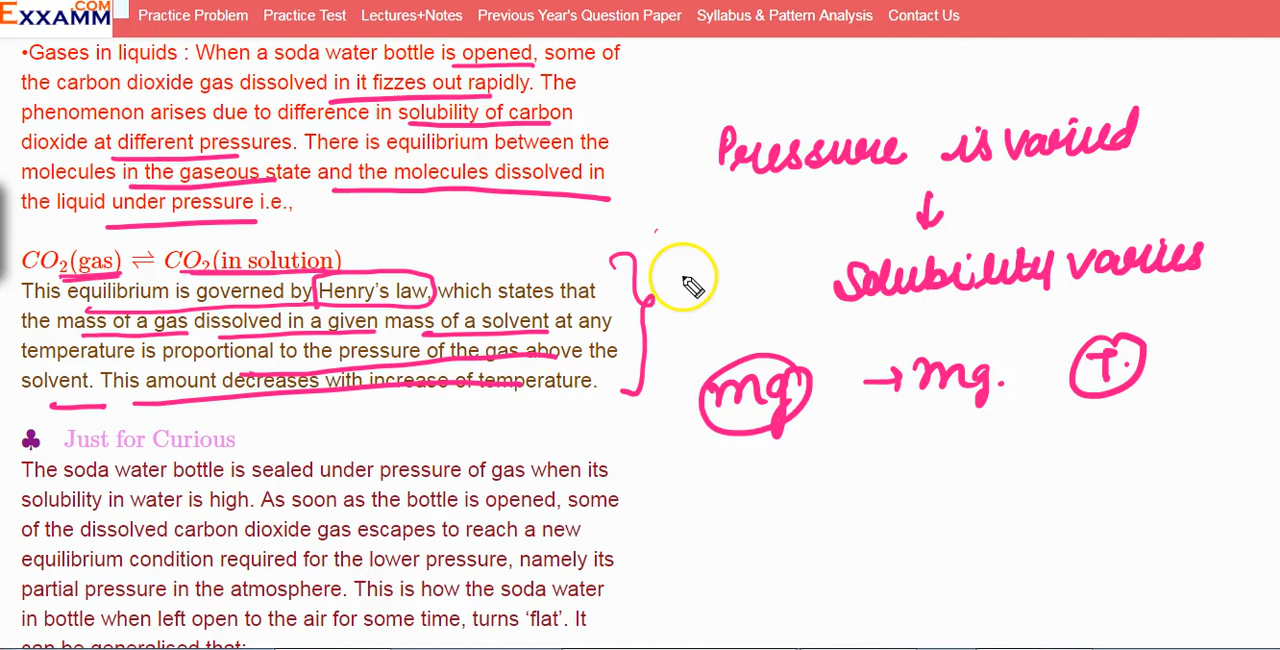 EXXAMM
.COM
Practice Problem Practice Test Lectures+Notes Previous Year's Question Paper Syllabus & Pattern Analysis Contact Us
•Gases in liquids : When a soda water bottle is opened, some of
the carbon dioxide gas dissolved in it fizzes out rapidly. The
phenomenon arises due to difference in solubility of carbon
dioxide at different pressures. There is equilibrium between the
molecules in the gaseous state and the molecules dissolved in
the liquid under pressure i.e.,
CO₂(gas) ⇌ CO₂(in solution)
This equilibrium is governed by Henry's law, which states that
the mass of a gas dissolved in a given mass of a solvent at any
temperature is proportional to the pressure of the gas above the
solvent. This amount decreases with increase of temperature.
♣ Just for Curious
The soda water bottle is sealed under pressure of gas when its
solubility in water is high. As soon as the bottle is opened, some
of the dissolved carbon dioxide gas escapes to reach a new
equilibrium condition required for the lower pressure, namely its
partial pressure in the atmosphere. This is how the soda water
in bottle when left open to the air for some time, turns ‘flat’. It
can be generalised that:
Pressure is varied
↓
Solubility varies
mg → mg. T.